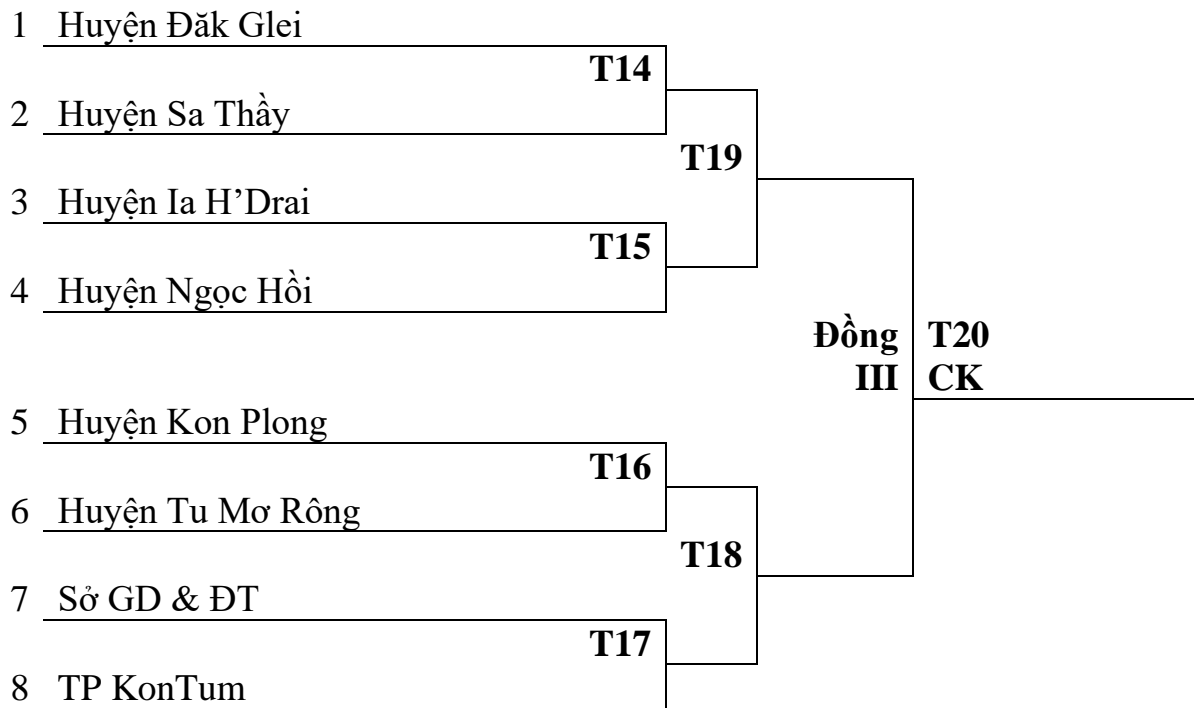 1 Huyện Đăk Glei
T14
2 Huyện Sa Thầy
T19
3 Huyện Ia H’Drai
T15
4 Huyện Ngọc Hồi
Đồng T20
III CK
5 Huyện Kon Plong
T16
6 Huyện Tu Mơ Rông
T18
7 Sở GD & ĐT
T17
8 TP KonTum